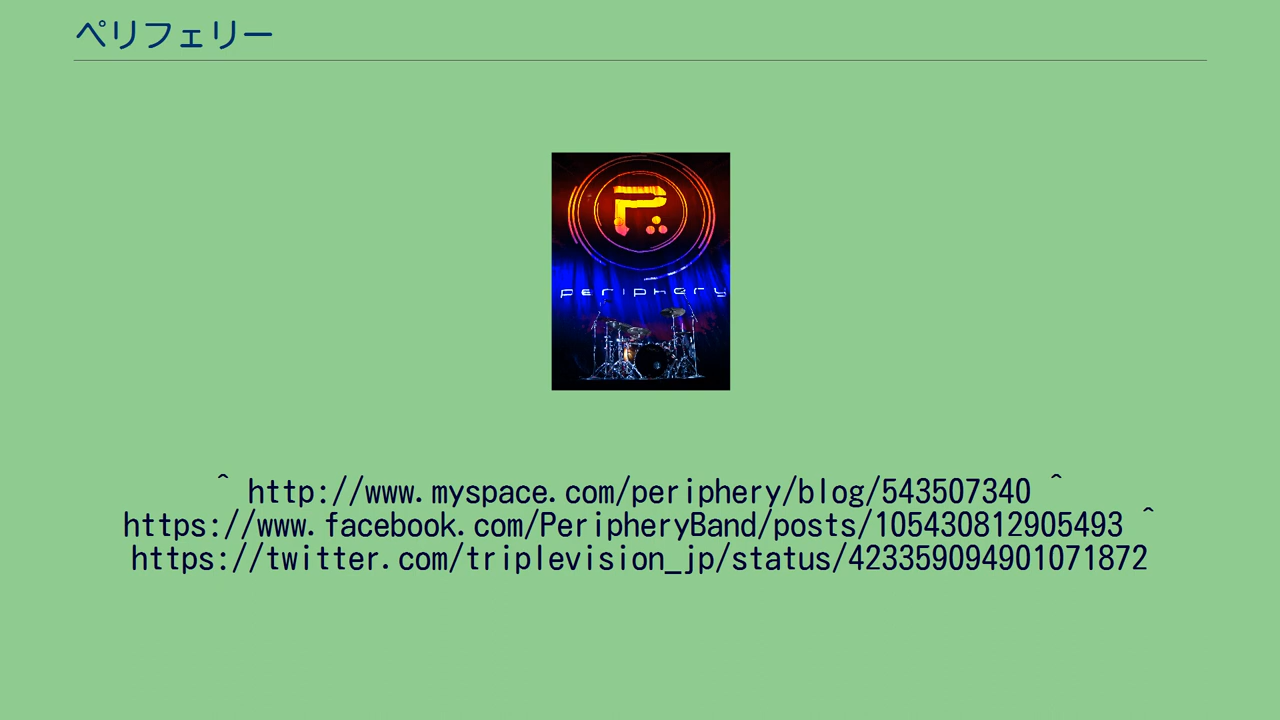 ペリフェリー
periphery
^ http://www.myspace.com/periphery/blog/543507340 ^
https://www.facebook.com/PeripheryBand/posts/105430812905493 ^
https://twitter.com/triplevision_jp/status/423359094901071872